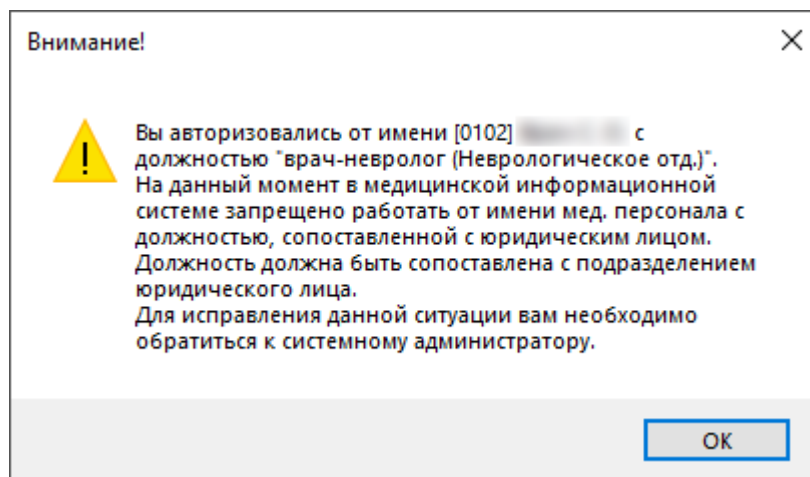 Внимание!
Вы авторизовались от имени [0102] с
должностью "врач-невролог (Неврологическое отд.)".
На данный момент в медицинской информационной
системе запрещено работать от имени мед. персонала с
должностью, сопоставленной с юридическим лицом.
Должность должна быть сопоставлена с подразделением
юридического лица.
Для исправления данной ситуации вам необходимо
обратиться к системному администратору.
ОК